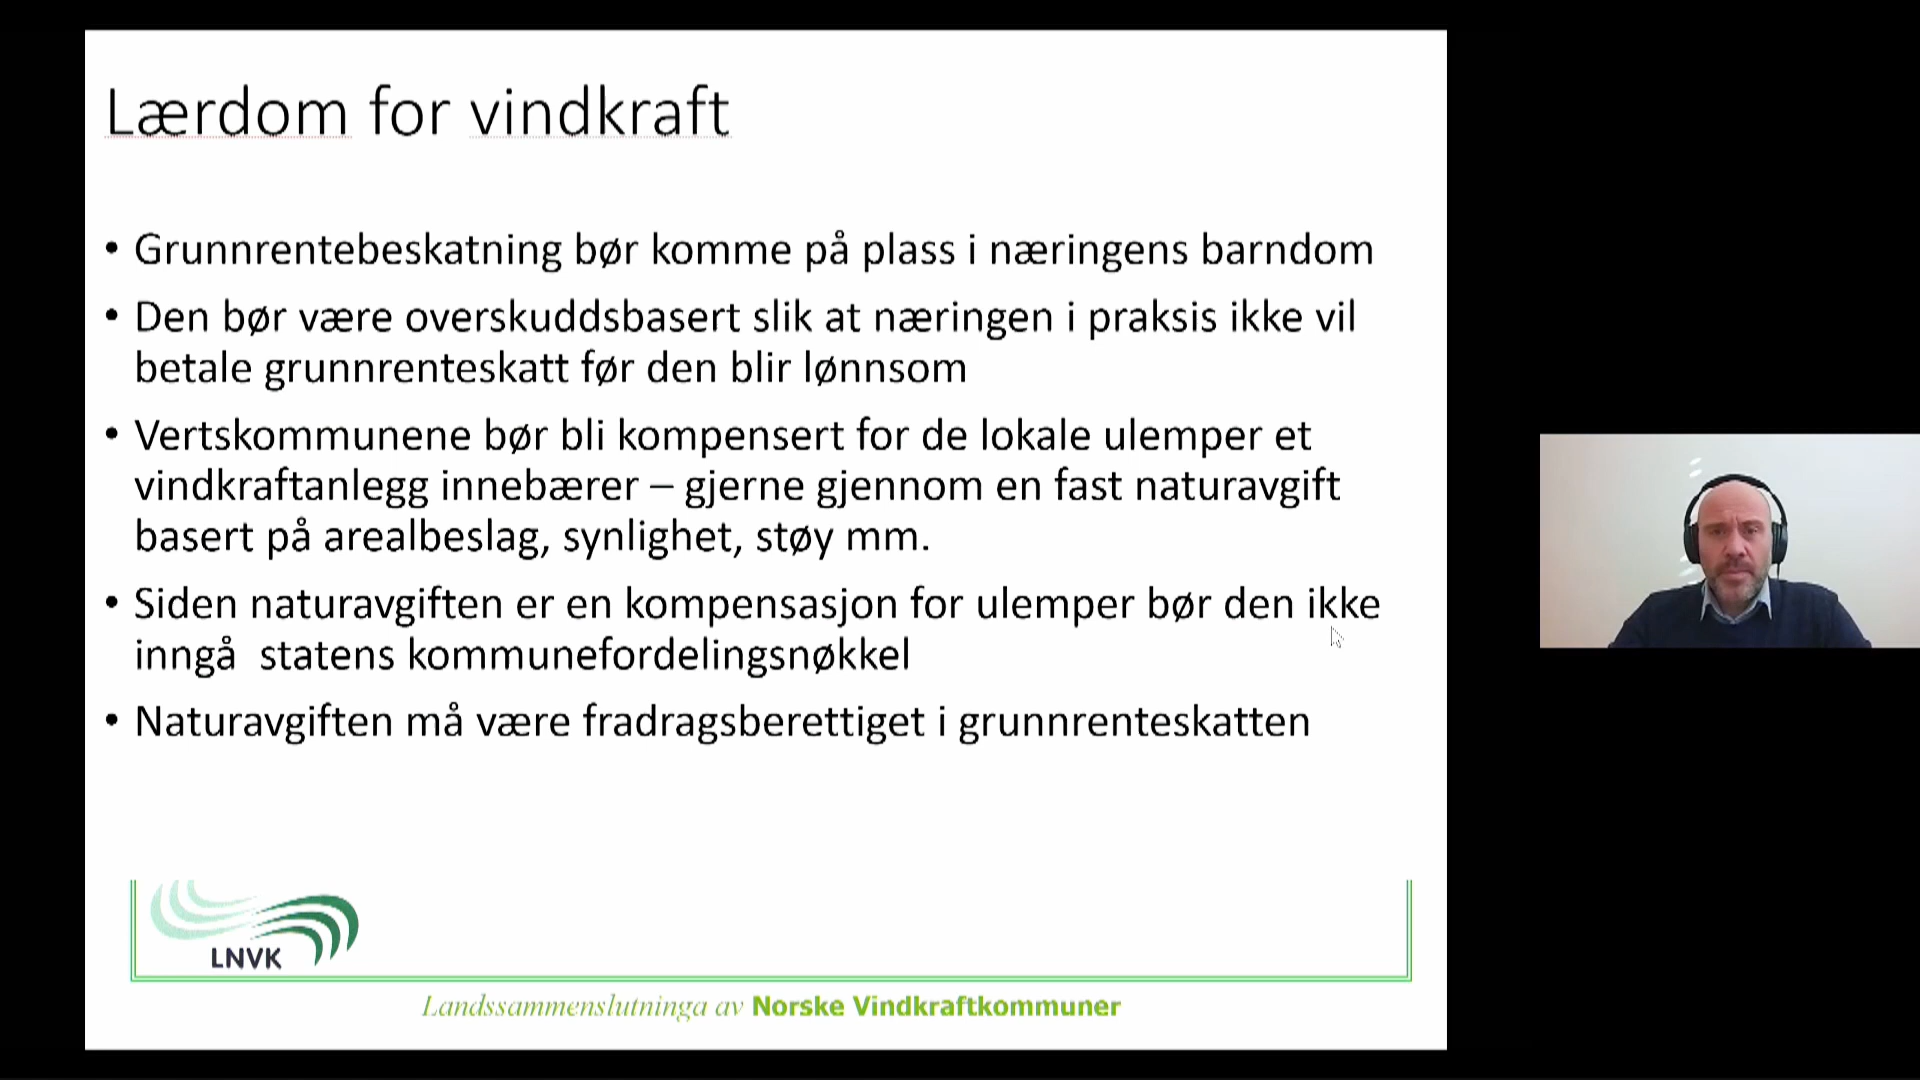 Lærdom for vindkraft
• Grunnrentebeskatning bør komme på plass i næringens barndom
• Den bør være overskuddsbasert slik at næringen i praksis ikke vil
betale grunnrenteskatt før den blir lønnsom
• Vertskommunene bør bli kompensert for de lokale ulemper et
vindkraftanlegg innebærer – gjerne gjennom en fast naturavgift
basert på arealbeslag, synlighet, støy mm.
• Siden naturavgiften er en kompensasjon for ulemper bør den ikke
inngå  statens kommunefordelingsnøkkel
• Naturavgiften må være fradragsberettiget i grunnrenteskatten
LNVK
Landssammenslutninga av Norske Vindkraftkommuner